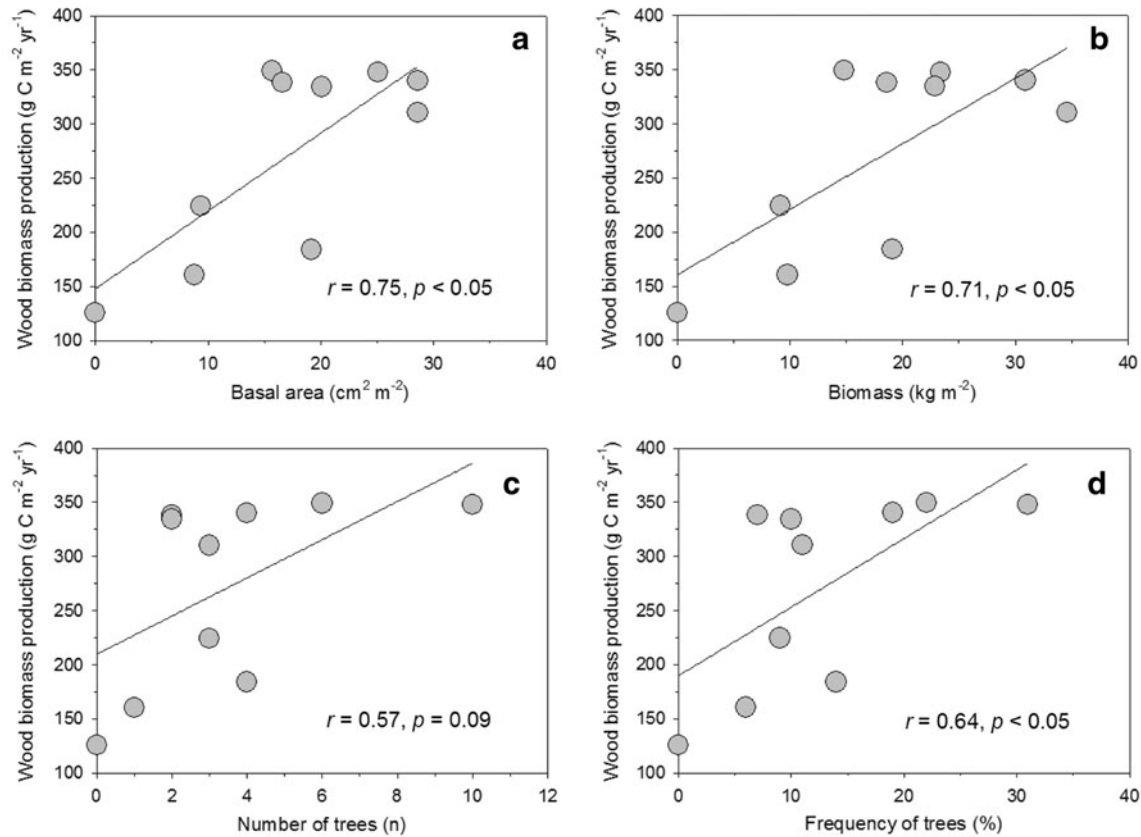 a
Wood biomass production (g C m⁻² yr⁻¹)
400
350
300
250
200
150
100
r = 0.75, p < 0.05
0 10 20 30 40
Basal area (cm² m⁻²)
b
Wood biomass production (g C m⁻² yr⁻¹)
400
350
300
250
200
150
100
r = 0.71, p < 0.05
0 10 20 30 40
Biomass (kg m⁻²)
c
Wood biomass production (g C m⁻² yr⁻¹)
400
350
300
250
200
150
100
r = 0.57, p = 0.09
0 2 4 6 8 10 12
Number of trees (n)
d
Wood biomass production (g C m⁻² yr⁻¹)
400
350
300
250
200
150
100
r = 0.64, p < 0.05
0 10 20 30 40
Frequency of trees (%)